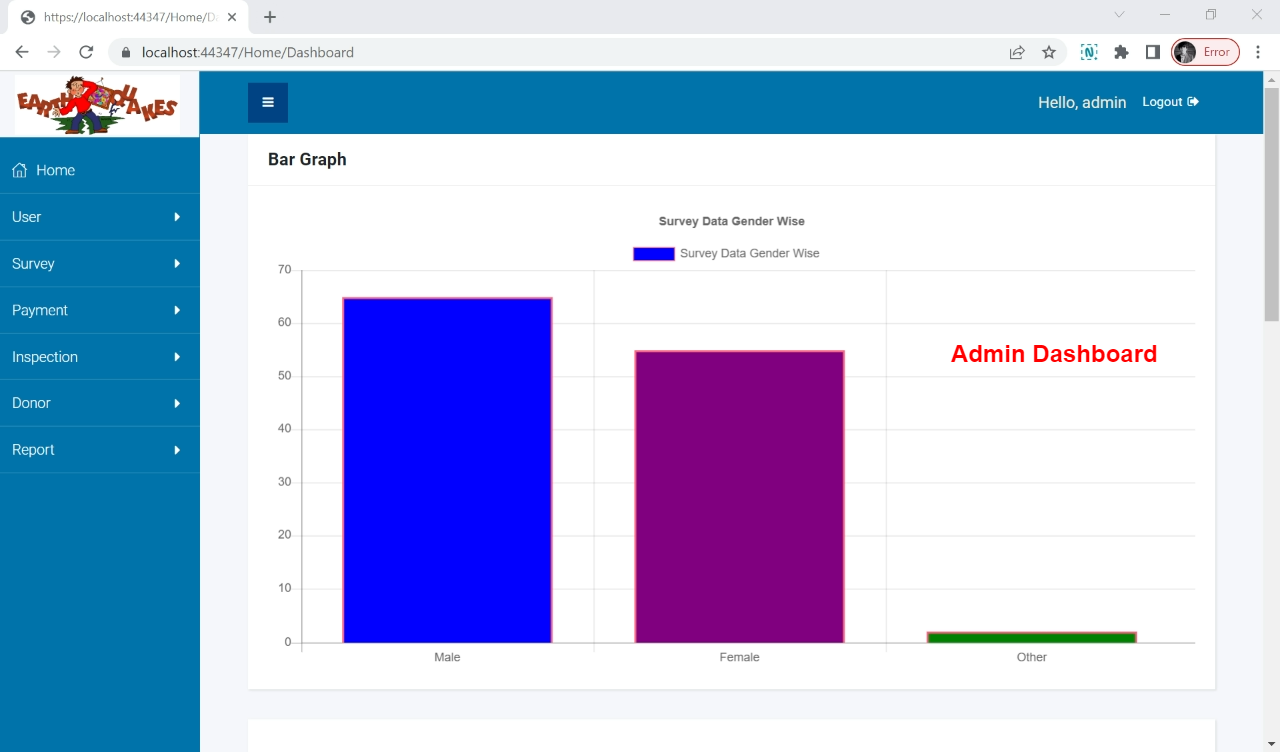 https://localhost:44347/Home/Da
localhost:44347/Home/Dashboard
N
Error
EARTHQUAKES
Hello, admin
Logout
Home
User
Survey
Payment
Inspection
Donor
Report
Bar Graph
Survey Data Gender Wise
Survey Data Gender Wise
70
60
50
40
30
20
10
0
Admin Dashboard
Male
Female
Other